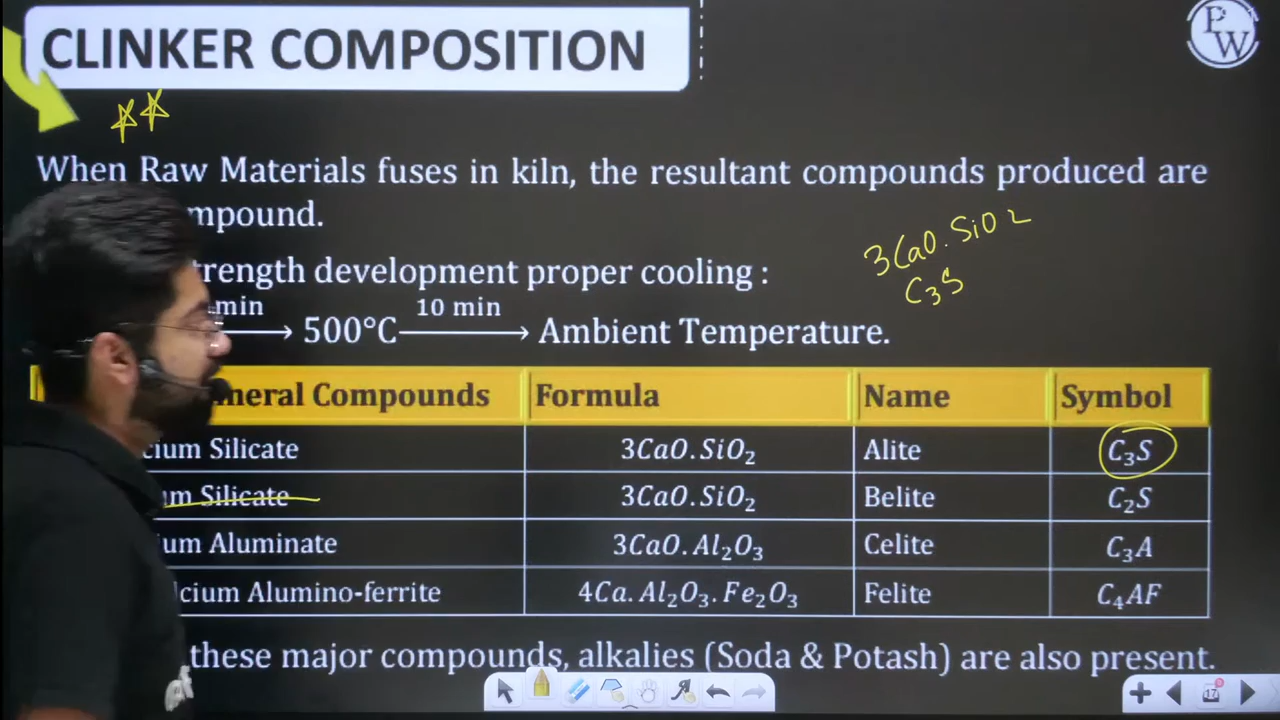 CLINKER COMPOSITION
PW
When Raw Materials fuses in kiln, the resultant compounds produced are
mpound.
3CaO.SiO2
trength development proper cooling :
C3S
min 10 min
500°C Ambient Temperature.
neral Compounds Formula Name Symbol
cium Silicate 3CaO.SiO₂ Alite C₃S
m Silicate 3CaO.SiO₂ Belite C₂S
ium Aluminate 3CaO.Al₂O₃ Celite C₃A
lcium Alumino-ferrite 4Ca.Al₂O₃.Fe₂O₃ Felite C₄AF
these major compounds, alkalies (Soda & Potash) are also present.
17